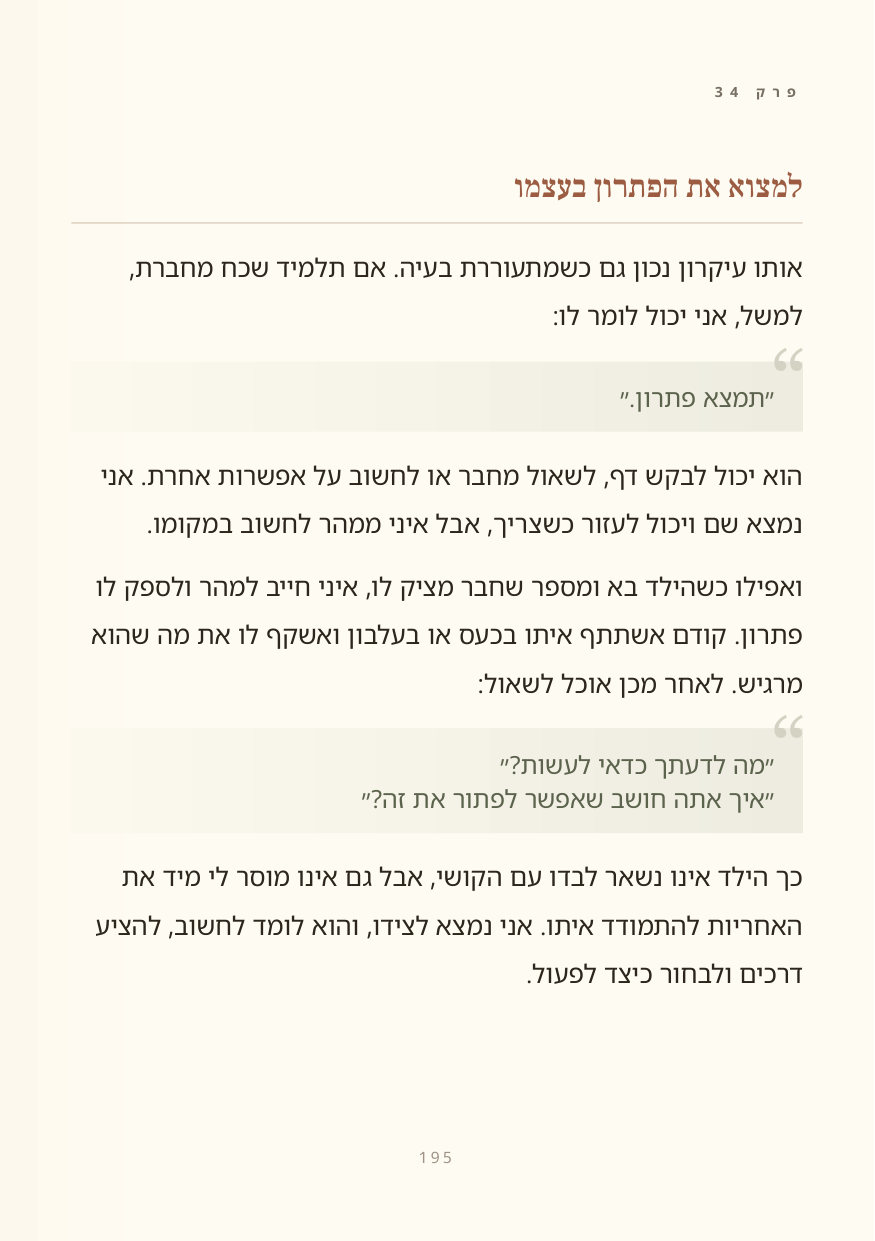 פרק 34
למצוא את הפתרון בעצמו
אותו עיקרון נכון גם כשמתעוררת בעיה. אם תלמיד שכח מחברת,
למשל, אני יכול לומר לו:
“
״תמצא פתרון.״
הוא יכול לבקש דף, לשאול מחבר או לחשוב על אפשרות אחרת. אני
נמצא שם ויכול לעזור כשצריך, אבל איני ממהר לחשוב במקומו.
ואפילו כשהילד בא ומספר שחבר מציק לו, איני חייב למהר ולספק לו
פתרון. קודם אשתתף איתו בכעס או בעלבון ואשקף לו את מה שהוא
מרגיש. לאחר מכן אוכל לשאול:
“
״מה לדעתך כדאי לעשות?״
״איך אתה חושב שאפשר לפתור את זה?״
כך הילד אינו נשאר לבדו עם הקושי, אבל גם אינו מוסר לי מיד את
האחריות להתמודד איתו. אני נמצא לצידו, והוא לומד לחשוב, להציע
דרכים ולבחור כיצד לפעול.
195